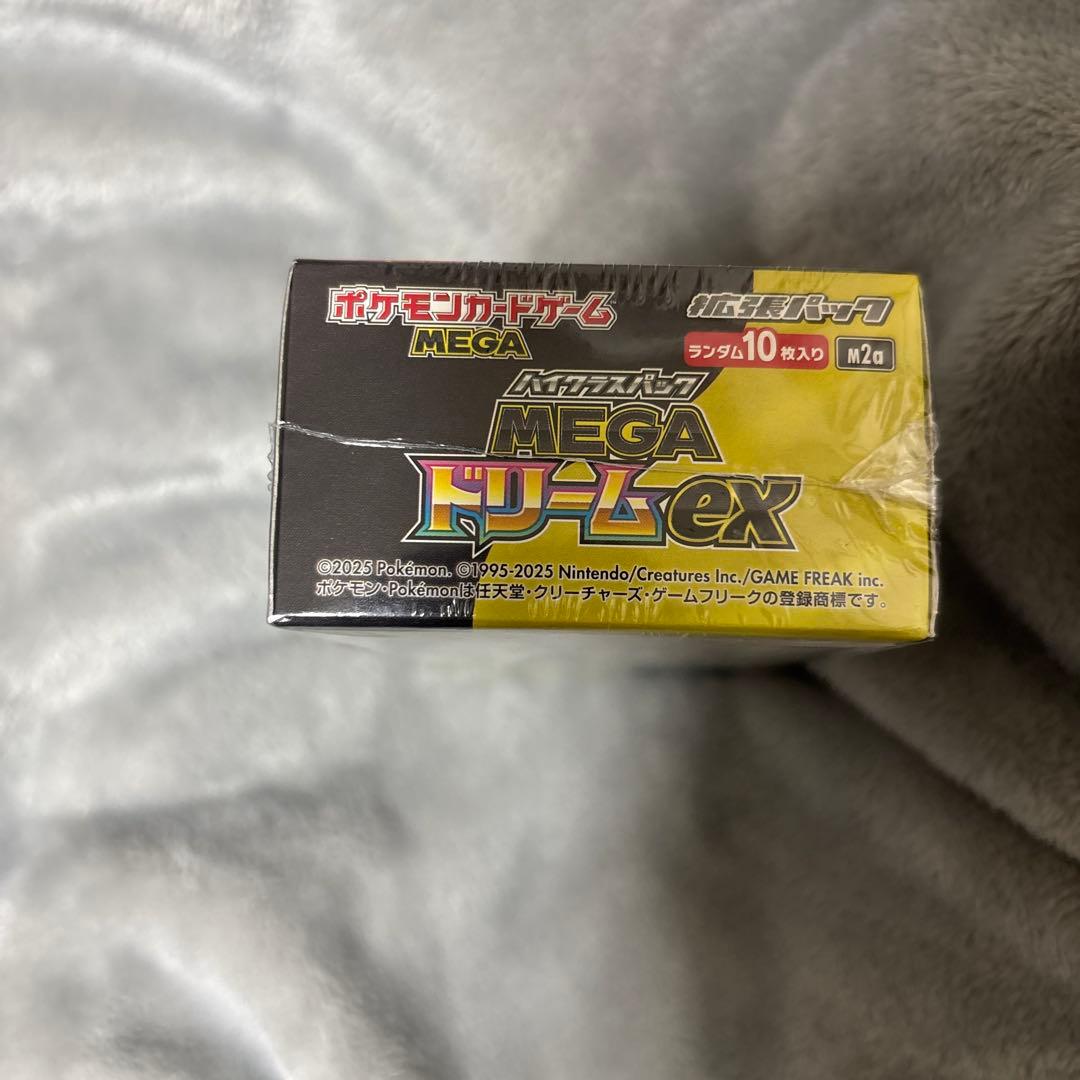 ポケモンカードゲーム
MEGA
拡張パック
ランダム10枚入り M2a
ハイクラスパック
MEGA
ドリームex
©2025 Pokémon. ©1995-2025 Nintendo/Creatures Inc./GAME FREAK inc.
ポケモン・Pokémonは任天堂・クリーチャーズ・ゲームフリークの登録商標です。